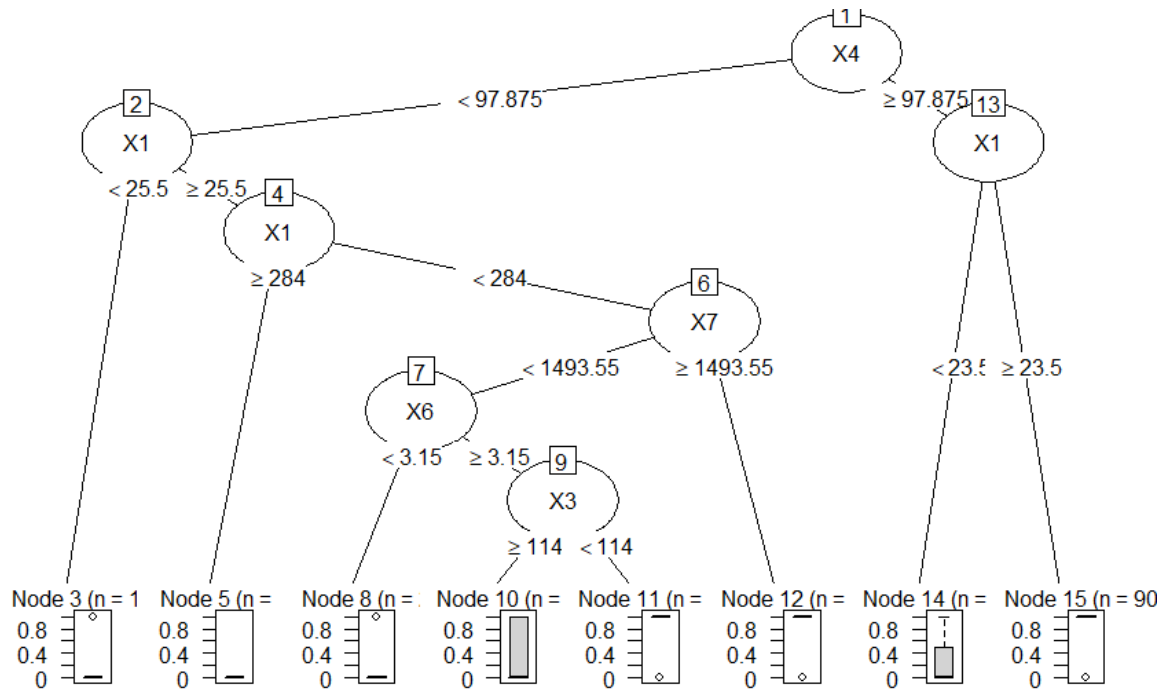 1
X4
< 97.875
≥ 97.875
2
X1
13
X1
< 25.5
≥ 25.5
4
X1
≥ 284
< 284
6
X7
< 1493.55
≥ 1493.55
< 23.5
≥ 23.5
7
X6
< 3.15
≥ 3.15
9
X3
≥ 114
< 114
Node 3 (n = 1
Node 5 (n =
Node 8 (n =
Node 10 (n =
Node 11 (n =
Node 12 (n =
Node 14 (n =
Node 15 (n = 90
0.8 0.8 0.8 0.8 0.8 0.8 0.8 0.8
0.4 0.4 0.4 0.4 0.4 0.4 0.4 0.4
0 0 0 0 0 0 0 0